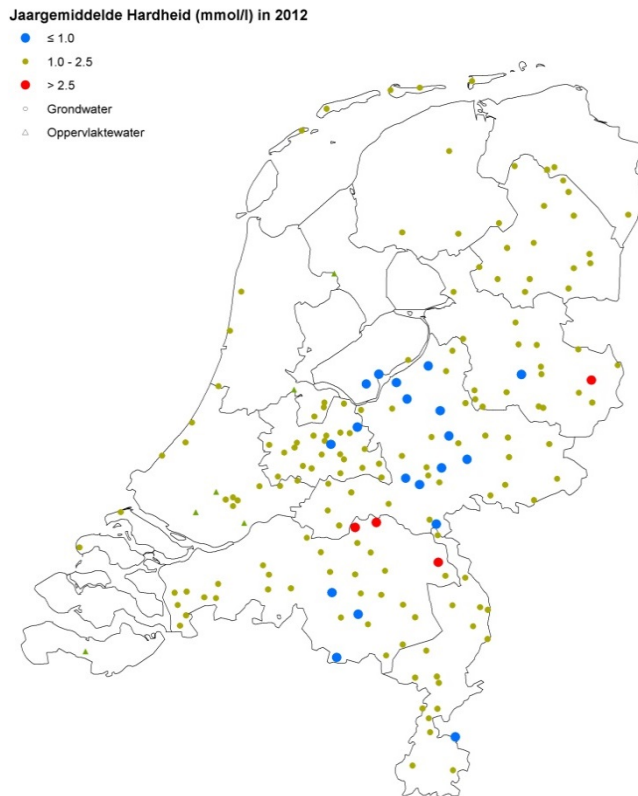 Jaargemiddelde Hardheid (mmol/l) in 2012
≤ 1.0
1.0 - 2.5
> 2.5
Grondwater
Oppervlaktewater